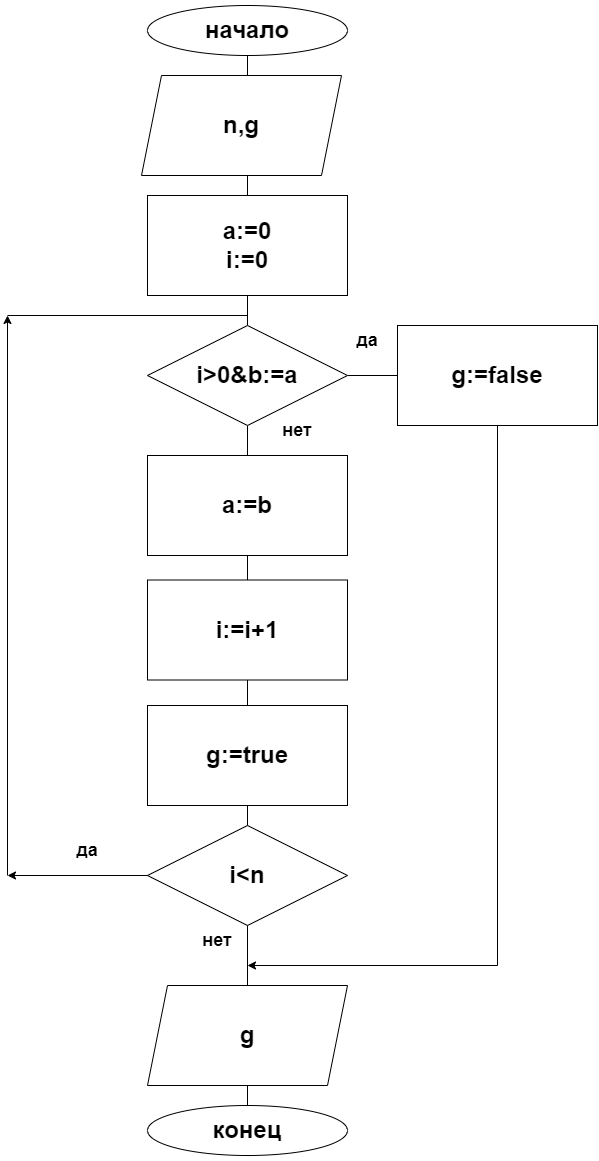 начало
n,g
a:=0
i:=0
i>0&b:=a
да
g:=false
нет
a:=b
i:=i+1
g:=true
да
i<n
нет
g
конец